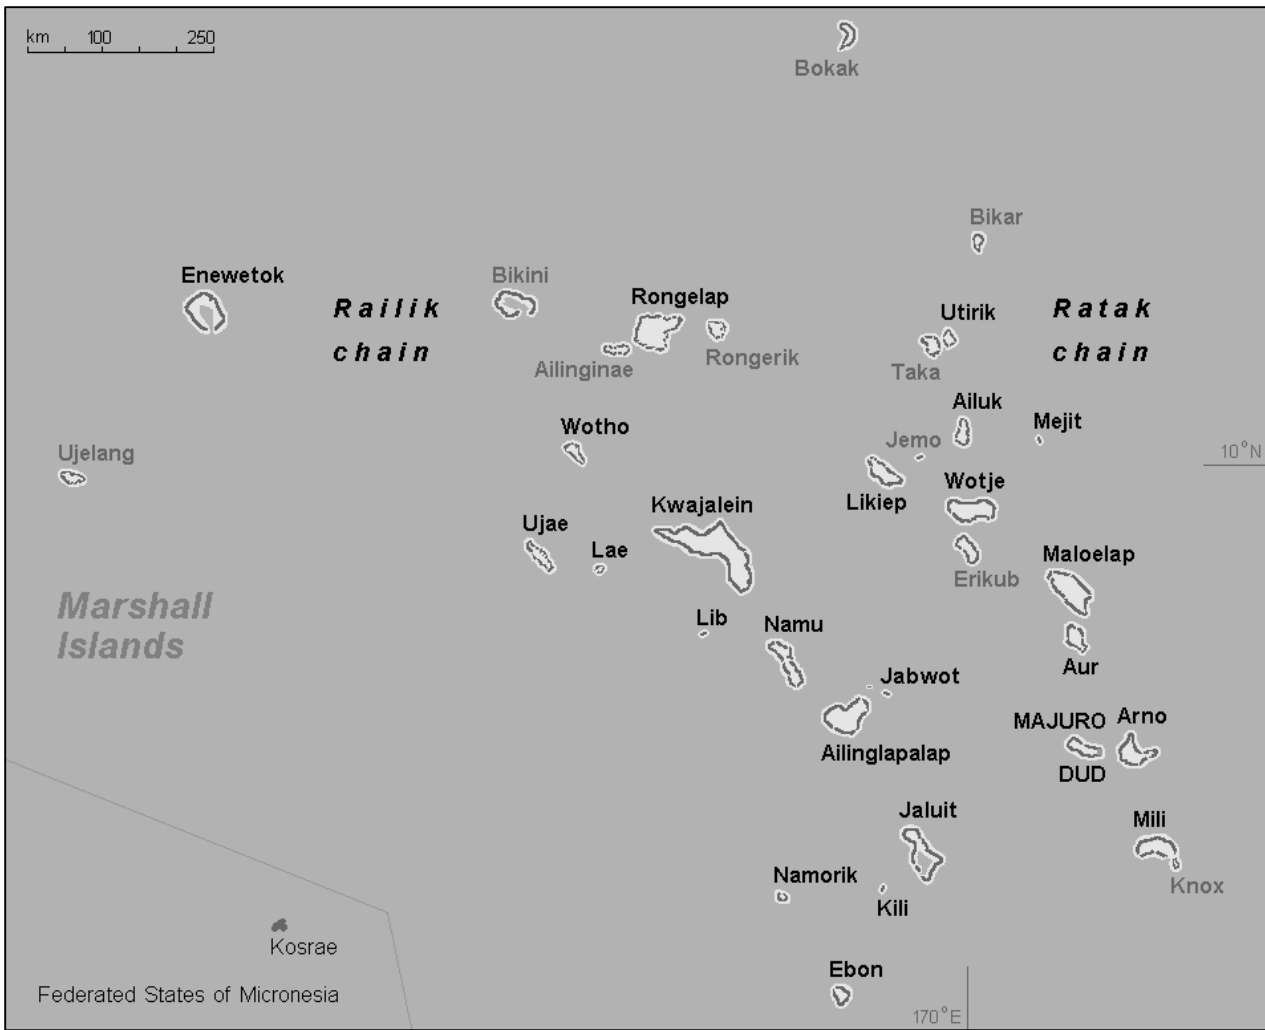 km 100 250
Bokak
Bikar
Enewetok
Railik
chain
Bikini
Rongelap
Ailinginae
Rongerik
Utirik
Taka
Ratak
chain
Ailuk
Mejit
Wotho
Jemo
Ujelang
10°N
Likiep
Wotje
Kwajalein
Ujae
Lae
Erikub
Maloelap
Marshall
Islands
Lib
Namu
Aur
Jabwot
MAJURO
Arno
Ailinglapalap
DUD
Jaluit
Mili
Namorik
Kili
Knox
Kosrae
Ebon
Federated States of Micronesia
170°E